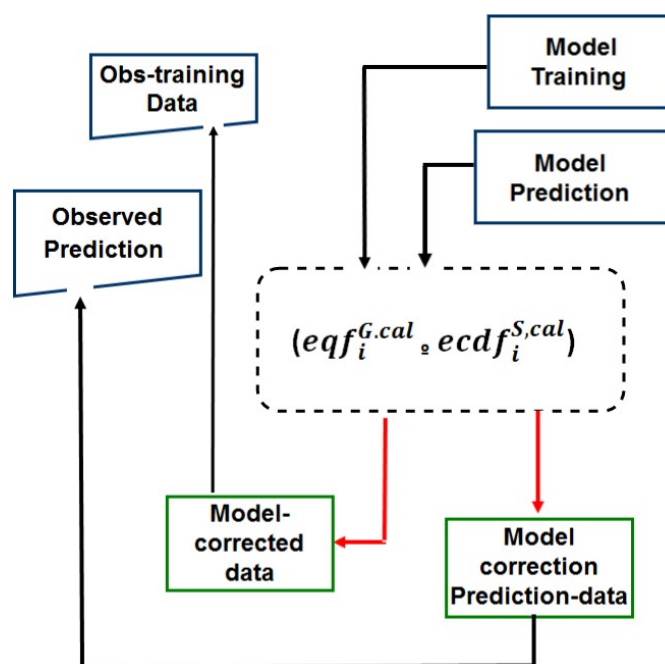 Model
Training
Obs-training
Data
Model
Prediction
Observed
Prediction
(eqf_i^{G.cal} º ecdf_i^{S,cal})
Model-
corrected
data
Model
correction
Prediction-data